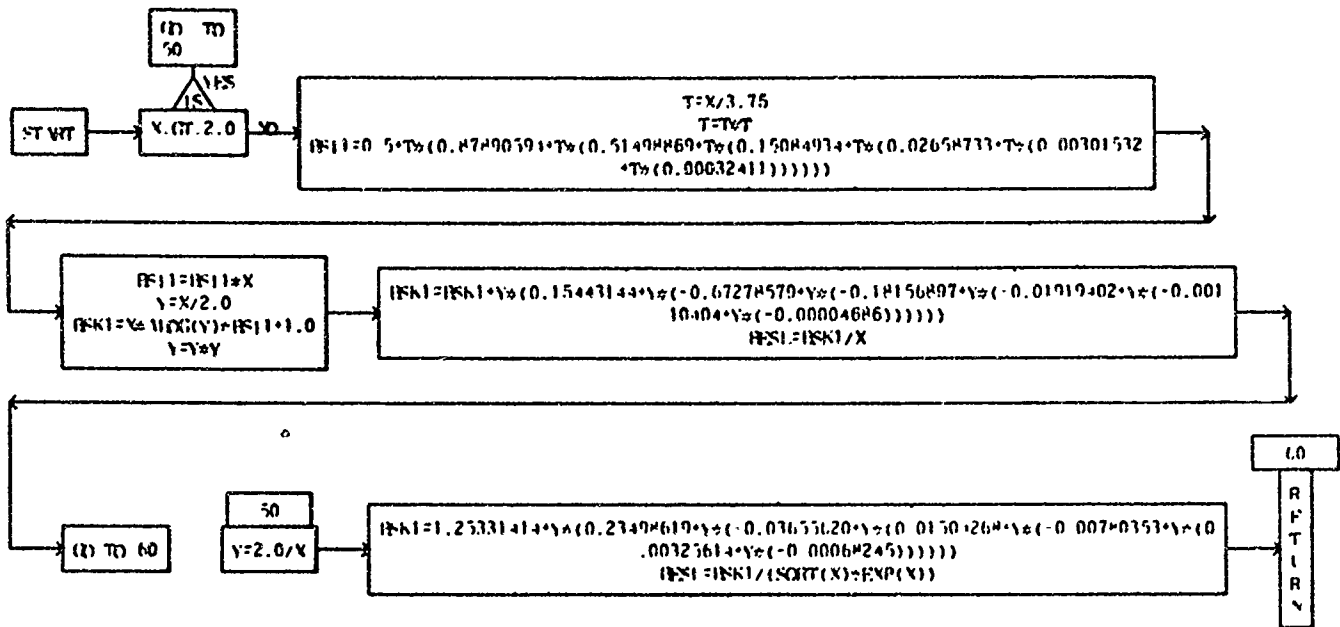 GO TO
50
YES
IS
START
X.GT.2.0
NO
T=X/3.75
T=T*T
BSI1=0.5+T*(0.87890594+T*(0.51498869+T*(0.15084934+T*(0.02658733+T*(0.00301532
+T*(0.00032411))))))
BSI1=BSI1*X
Y=X/2.0
BSK1=X*ALOG(Y)*BSI1+1.0
Y=Y*Y
BSK1=BSK1+Y*(0.15443144+Y*(-0.67278579+Y*(-0.18156897+Y*(-0.01919402+Y*(-0.001
10404+Y*(-0.00004686))))))
BESL=BSK1/X
GO TO 60
50
Y=2.0/X
BSK1=1.25331414+Y*(0.23498619+Y*(-0.03655620+Y*(0.01504268+Y*(-0.00780353+Y*(0
.00325614+Y*(-0.00068245))))))
BESL=BSK1/(SQRT(X)*EXP(X))
60
RETURN